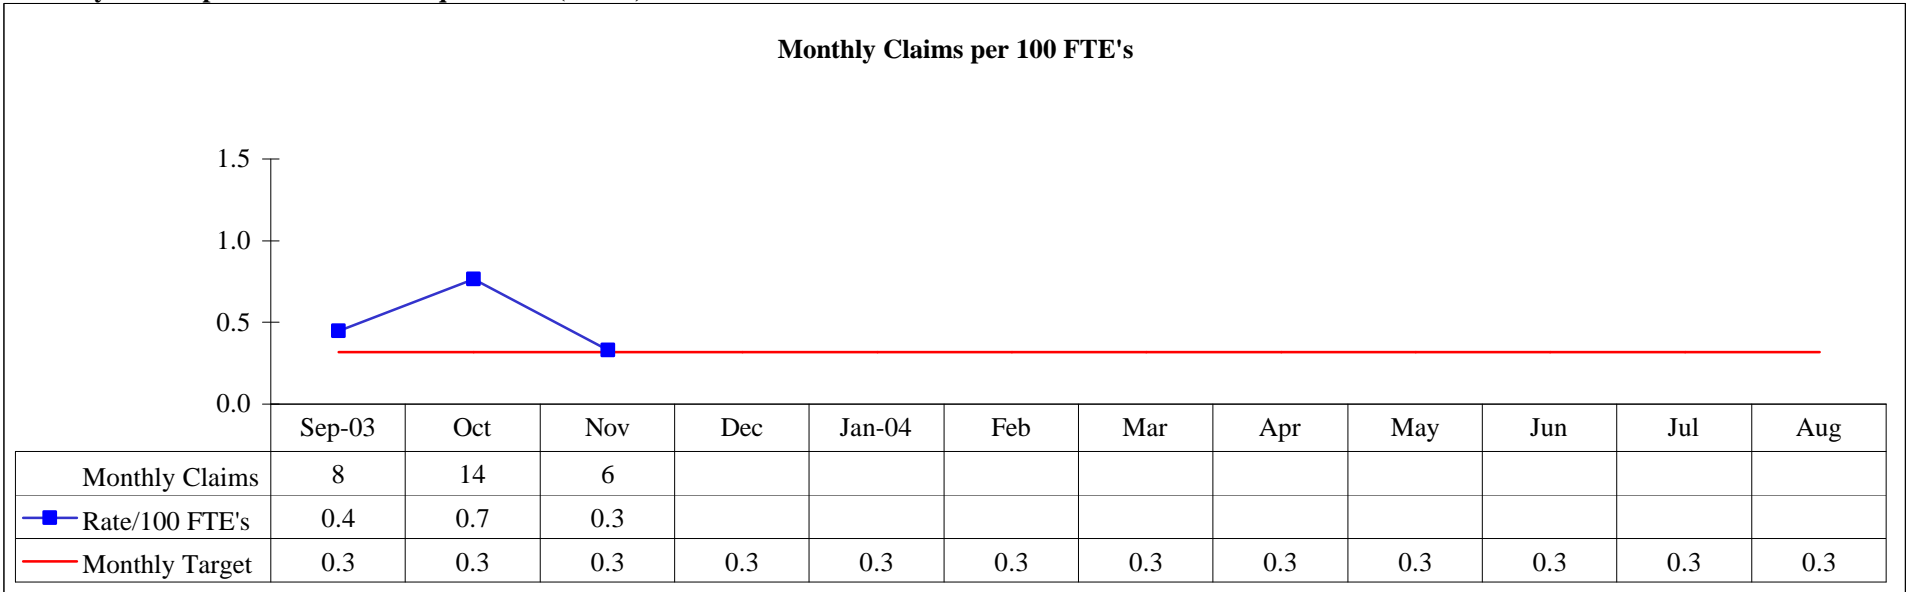 Monthly Claims per 100 FTE's
1.5
1.0
0.5
0.0
Sep-03 Oct Nov Dec Jan-04 Feb Mar Apr May Jun Jul Aug
Monthly Claims 8 14 6
Rate/100 FTE's 0.4 0.7 0.3
Monthly Target 0.3 0.3 0.3 0.3 0.3 0.3 0.3 0.3 0.3 0.3 0.3 0.3